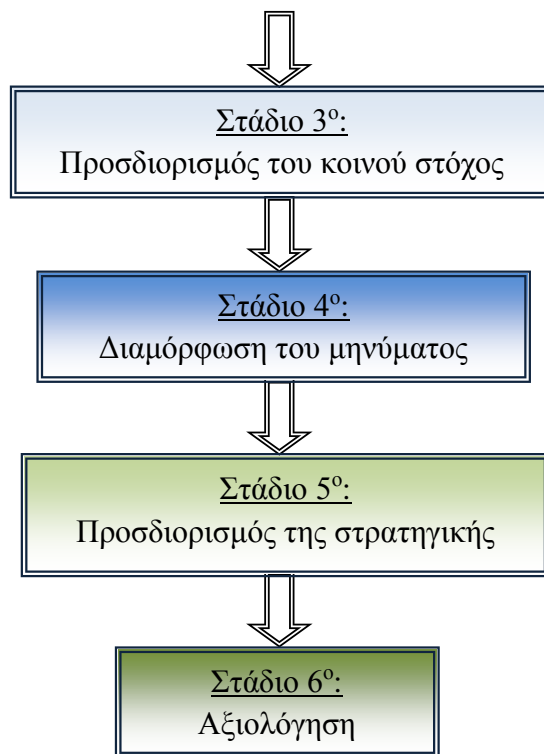 Στάδιο 3ο:
Προσδιορισμός του κοινού στόχος
Στάδιο 4ο:
Διαμόρφωση του μηνύματος
Στάδιο 5ο:
Προσδιορισμός της στρατηγικής
Στάδιο 6ο:
Αξιολόγηση